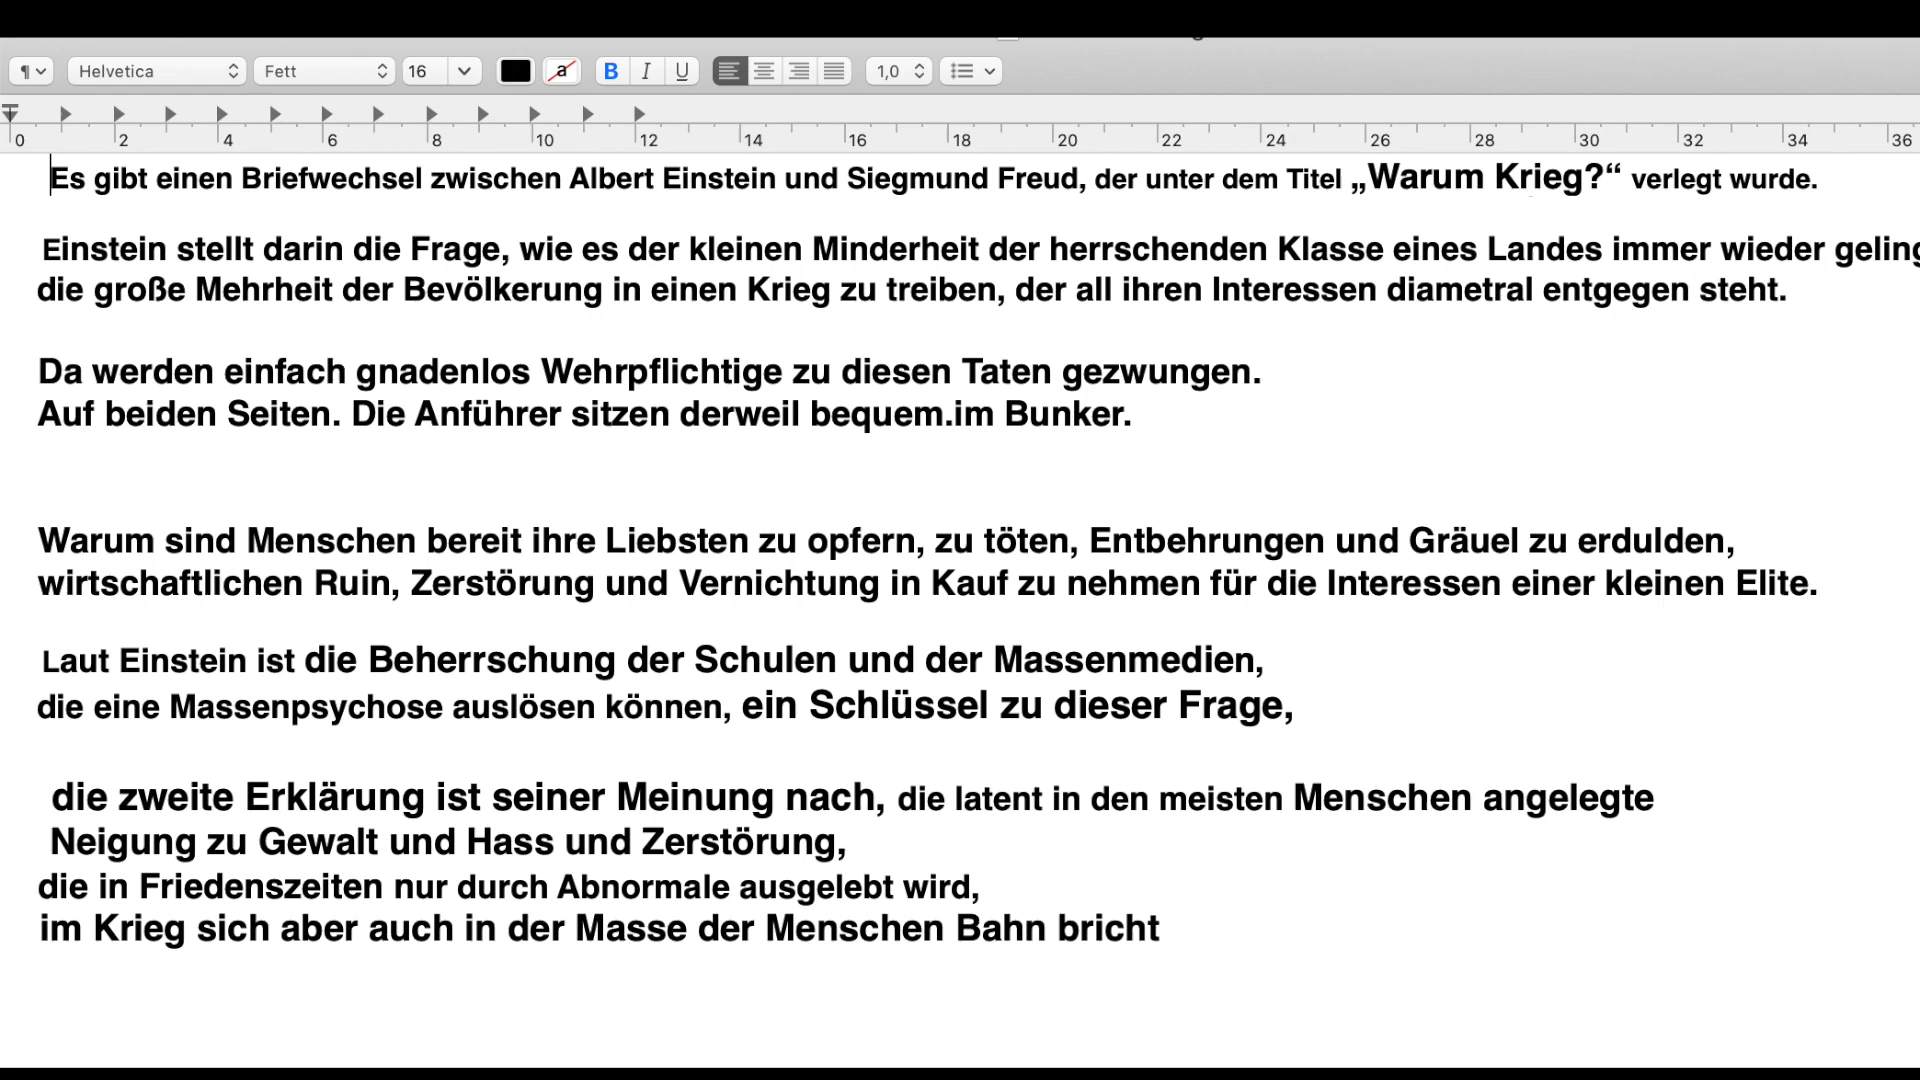 Helvetica Fett 16 a B I U 1,0
0 2 4 6 8 10 12 14 16 18 20 22 24 26 28 30 32 34 36
Es gibt einen Briefwechsel zwischen Albert Einstein und Siegmund Freud, der unter dem Titel „Warum Krieg?“ verlegt wurde.
Einstein stellt darin die Frage, wie es der kleinen Minderheit der herrschenden Klasse eines Landes immer wieder
die große Mehrheit der Bevölkerung in einen Krieg zu treiben, der all ihren Interessen diametral entgegen steht.
Da werden einfach gnadenlos Wehrpflichtige zu diesen Taten gezwungen.
Auf beiden Seiten. Die Anführer sitzen derweil bequem.im Bunker.
Warum sind Menschen bereit ihre Liebsten zu opfern, zu töten, Entbehrungen und Gräuel zu erdulden,
wirtschaftlichen Ruin, Zerstörung und Vernichtung in Kauf zu nehmen für die Interessen einer kleinen Elite.
Laut Einstein ist die Beherrschung der Schulen und der Massenmedien,
die eine Massenpsychose auslösen können, ein Schlüssel zu dieser Frage,
die zweite Erklärung ist seiner Meinung nach, die latent in den meisten Menschen angelegte
Neigung zu Gewalt und Hass und Zerstörung,
die in Friedenszeiten nur durch Abnormale ausgelebt wird,
im Krieg sich aber auch in der Masse der Menschen Bahn bricht